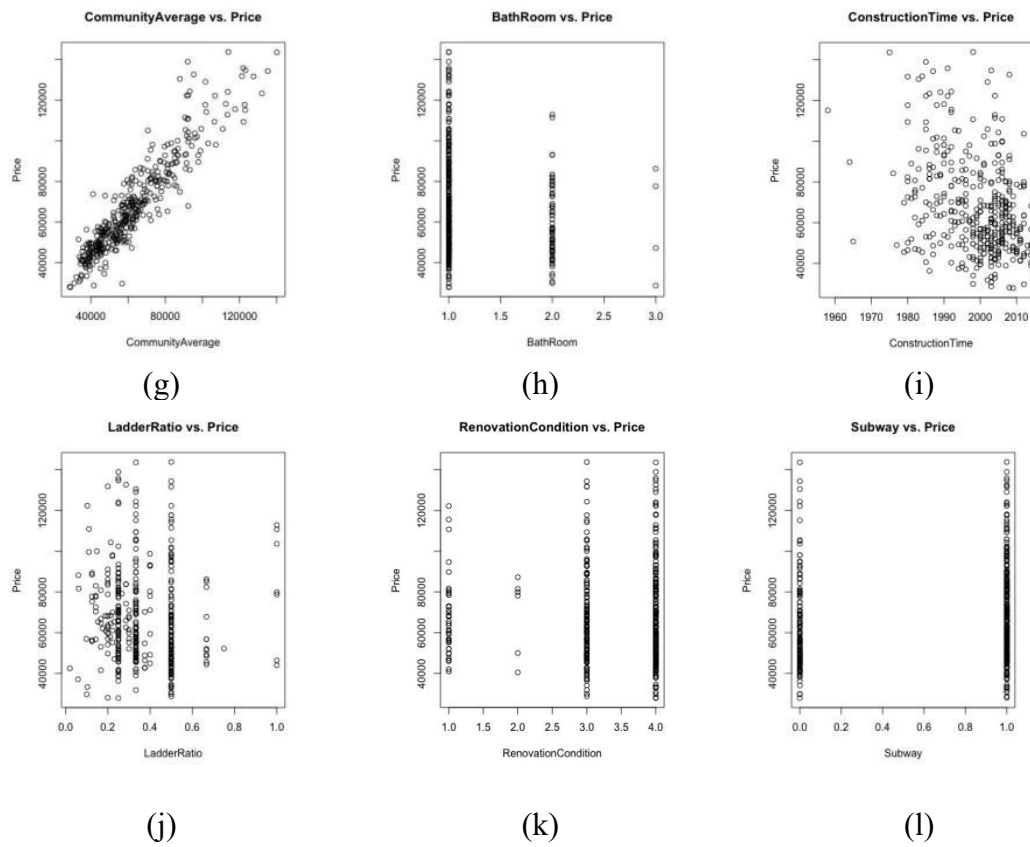 CommunityAverage vs. Price
Price
40000 60000 80000 120000
40000 80000 120000
CommunityAverage
(g)
BathRoom vs. Price
Price
40000 60000 80000 120000
1.0 1.5 2.0 2.5 3.0
BathRoom
(h)
ConstructionTime vs. Price
Price
40000 60000 80000 120000
1960 1970 1980 1990 2000 2010
ConstructionTime
(i)
LadderRatio vs. Price
Price
40000 60000 80000 120000
0.0 0.2 0.4 0.6 0.8 1.0
LadderRatio
(j)
RenovationCondition vs. Price
Price
40000 60000 80000 120000
1.0 1.5 2.0 2.5 3.0 3.5 4.0
RenovationCondition
(k)
Subway vs. Price
Price
40000 60000 80000 120000
0.0 0.2 0.4 0.6 0.8 1.0
Subway
(l)